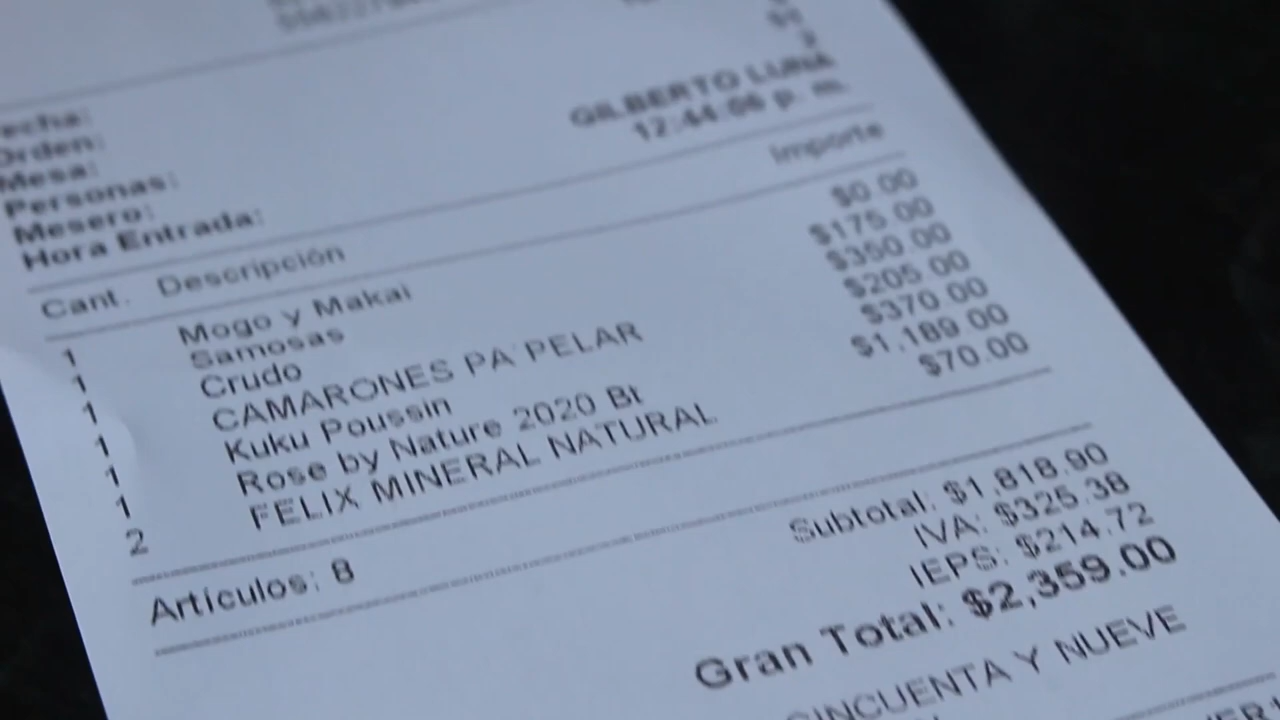 echa:
Orden:
Mesa:
Personas:
Mesero: GILBERTO LUNA
Hora Entrada: 12:44:06 p. m.
Cant. Descripción Importe
1 Mogo y Makai $0.00
1 Samosas $175.00
1 Crudo $350.00
1 CAMARONES PA´PELAR $205.00
1 Kuku Poussin $370.00
1 Rose by Nature 2020 Bt $1,189.00
2 FELIX MINERAL NATURAL $70.00
Artículos: 8
Subtotal: $1,818.90
IVA: $325.38
IEPS: $214.72
Gran Total: $2,359.00
CINCUENTA Y NUEVE